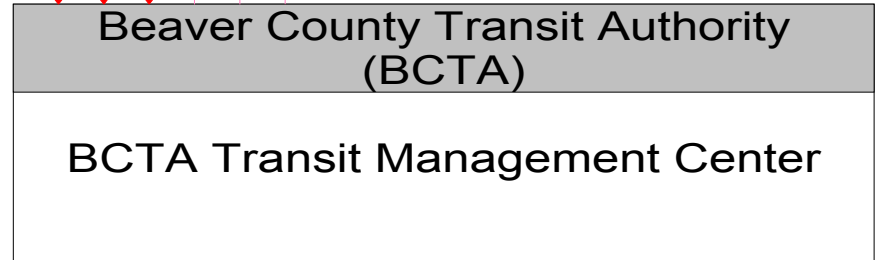 Beaver County Transit Authority
(BCTA)
BCTA Transit Management Center